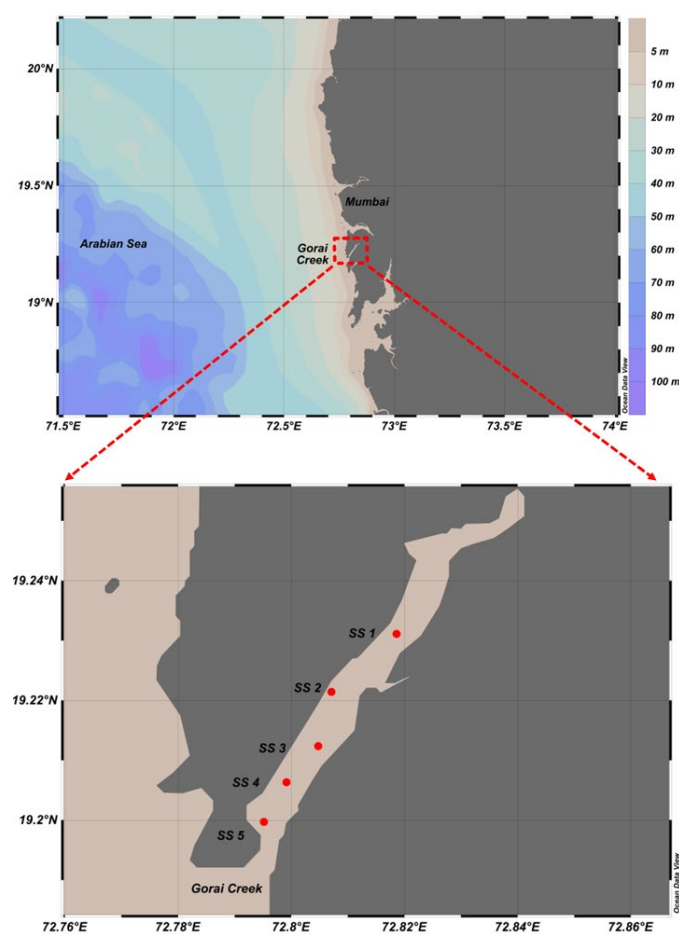 20°N
19.5°N
19°N
71.5°E
72°E
72.5°E
73°E
73.5°E
74°E
Arabian Sea
Mumbai
Gorai
Creek
5 m
10 m
20 m
30 m
40 m
50 m
60 m
70 m
80 m
90 m
100 m
Ocean Data View
19.24°N
19.22°N
19.2°N
SS 1
SS 2
SS 3
SS 4
SS 5
Gorai Creek
Ocean Data View
72.76°E
72.78°E
72.8°E
72.82°E
72.84°E
72.86°E